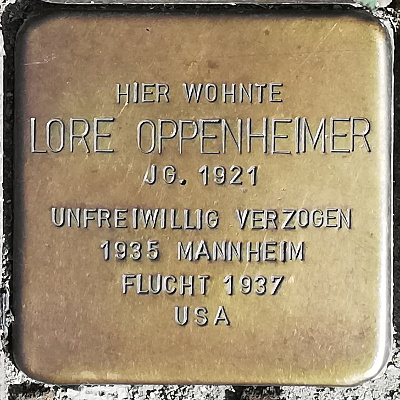 HIER WOHNTE
LORE OPPENHEIMER
JG. 1921
UNFREIWILLIG VERZOGEN
1935 MANNHEIM
FLUCHT 1937
USA